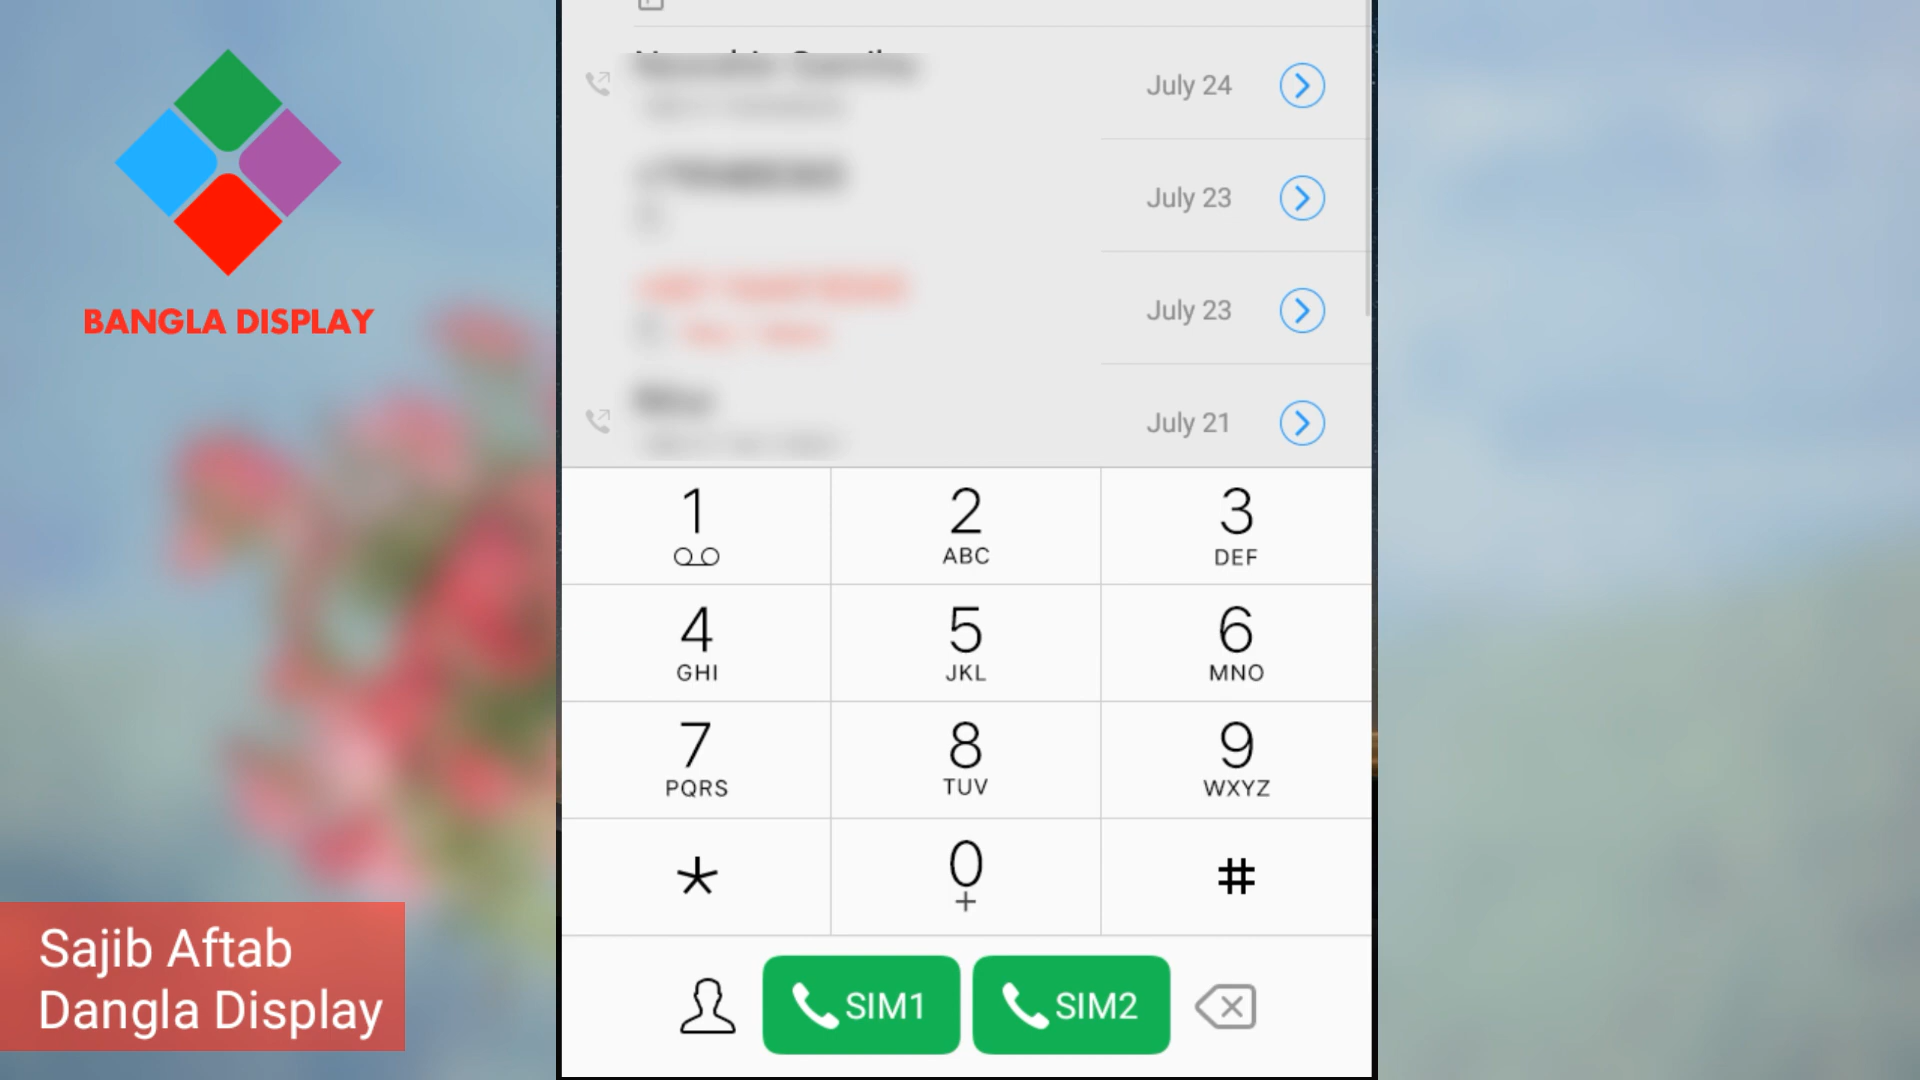 July 24
July 23
July 23
July 21
BANGLA DISPLAY
1
2
ABC
3
DEF
4
GHI
5
JKL
6
MNO
7
PQRS
8
TUV
9
WXYZ
*
0
+
#
SIM1
SIM2
Sajib Aftab
Dangla Display